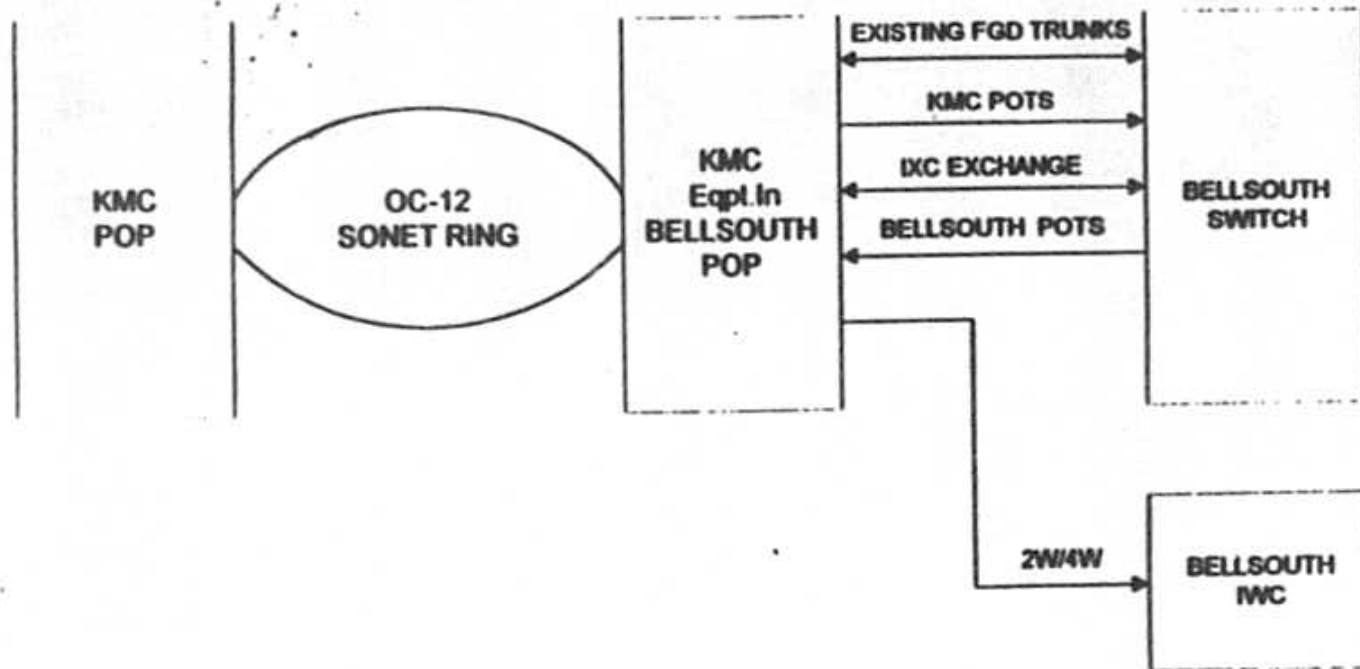 EXISTING FGD TRUNKS
KMC POTS
IXC EXCHANGE
BELLSOUTH POTS
KMC
POP
OC-12
SONET RING
KMC
Eqpt.In
BELLSOUTH
POP
BELLSOUTH
SWITCH
2W/4W
BELLSOUTH
IWC